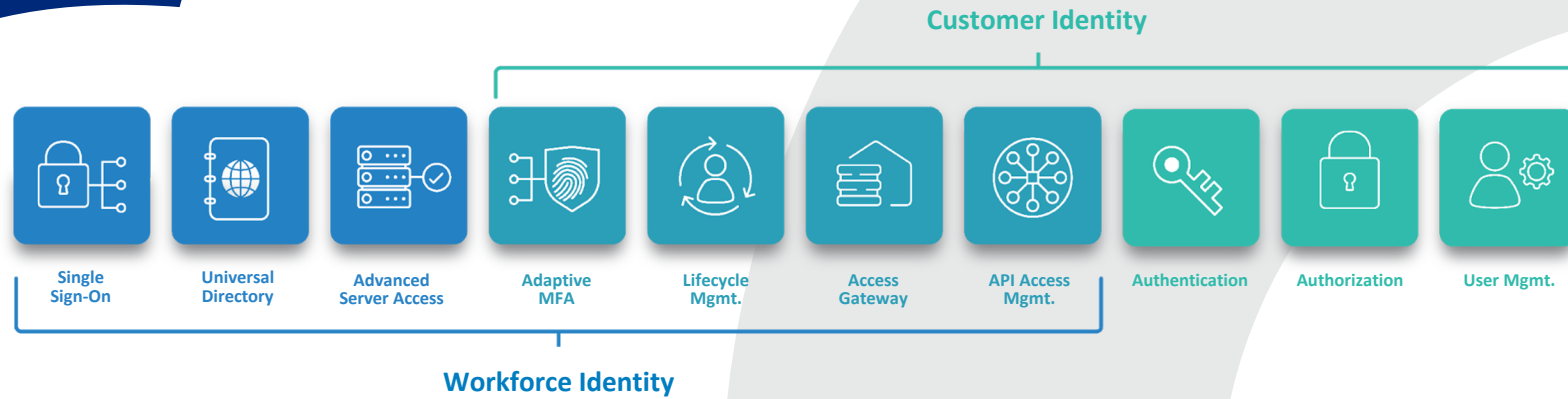 Customer Identity
Single
Sign-On
Universal
Directory
Advanced
Server Access
Adaptive
MFA
Lifecycle
Mgmt.
Access
Gateway
API Access
Mgmt.
Authentication
Authorization
User Mgmt.
Workforce Identity